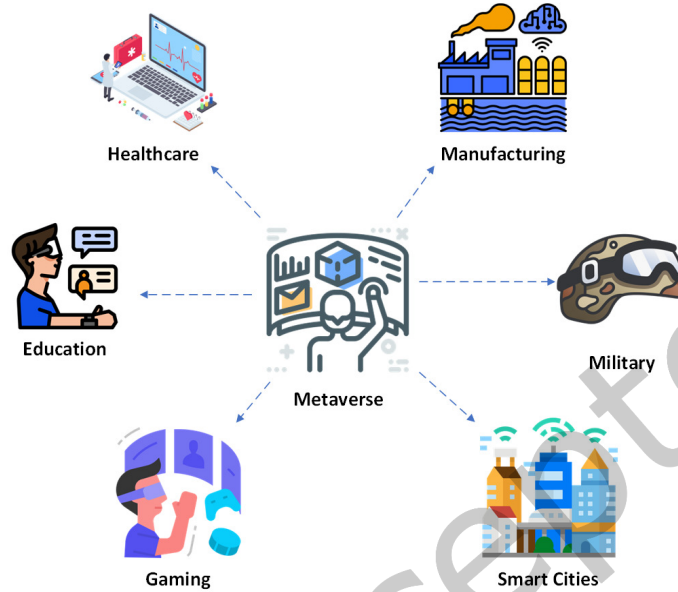 Healthcare
Manufacturing
Education
Metaverse
Military
Gaming
Smart Cities